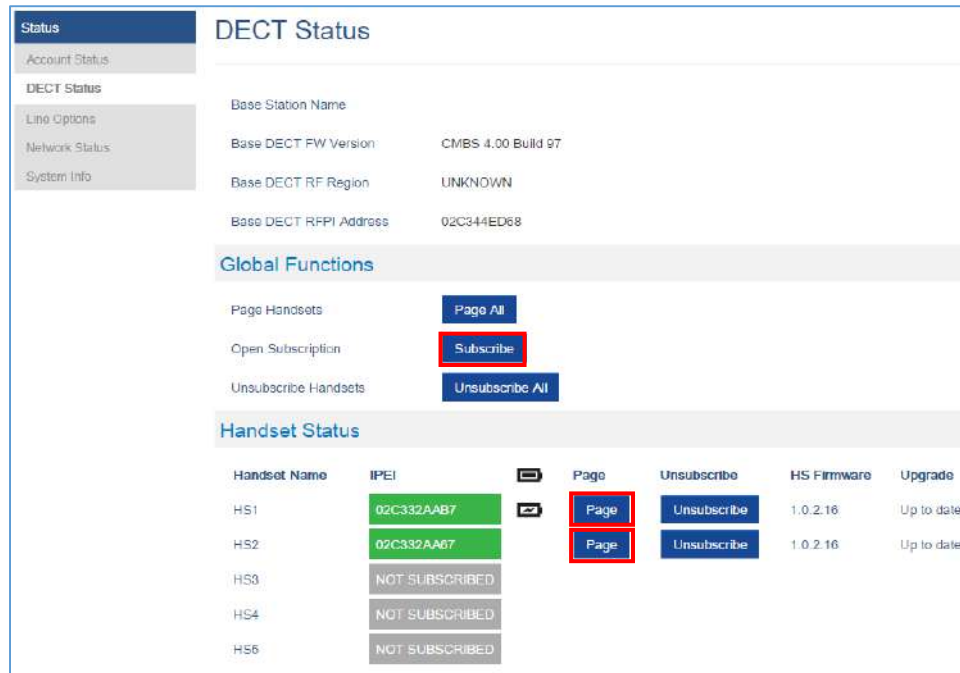 Status
DECT Status
Account Status
DECT Status
Line Options
Network Status
System Info
Base Station Name
Base DECT FW Version CMBS 4.00 Build 97
Base DECT RF Region UNKNOWN
Base DECT RFPI Address 02C344ED68
Global Functions
Page Handsets Page All
Open Subscription Subscribe
Unsubscribe Handsets Unsubscribe All
Handset Status
Handset Name IPEI Page Unsubscribe HS Firmware Upgrade
HS1 02C332AAB7 Page Unsubscribe 1.0.2.16 Up to date
HS2 02C332AA67 Page Unsubscribe 1.0.2.16 Up to date
HS3 NOT SUBSCRIBED
HS4 NOT SUBSCRIBED
HS5 NOT SUBSCRIBED